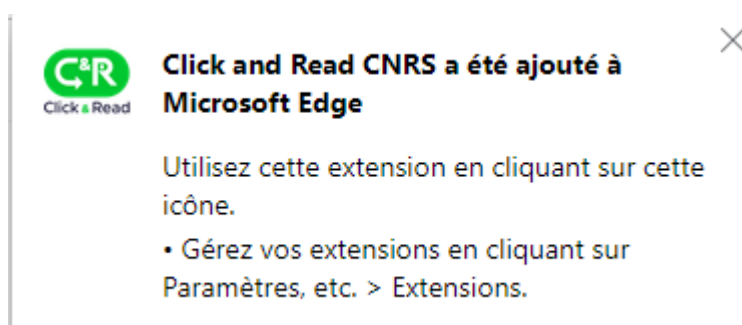 C&R
Click & Read
Click and Read CNRS a été ajouté à
Microsoft Edge
Utilisez cette extension en cliquant sur cette
icône.
• Gérez vos extensions en cliquant sur
Paramètres, etc. > Extensions.